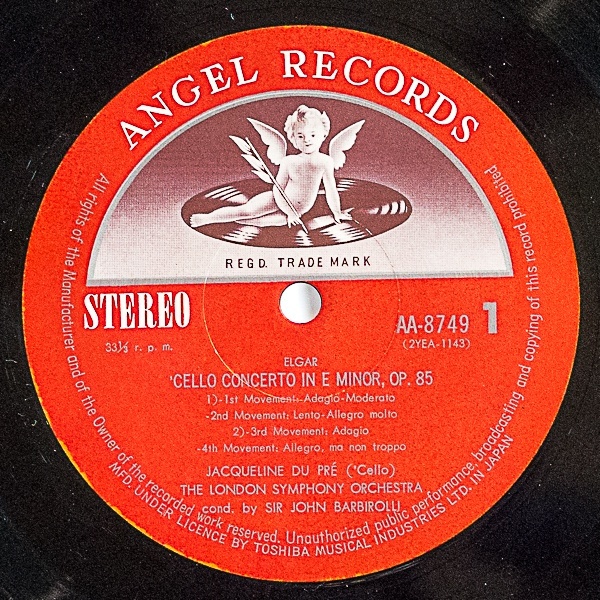 ANGEL RECORDS
REGD. TRADE MARK
STEREO
33⅓ r. p. m.
AA-8749 1
(2YEA-1143)
ELGAR
'CELLO CONCERTO IN E MINOR, OP. 85
1)-1st Movement: Adagio-Moderato
-2nd Movement: Lento-Allegro molto
2)-3rd Movement: Adagio
-4th Movement: Allegro, ma non troppo
JACQUELINE DU PRÉ ('Cello)
THE LONDON SYMPHONY ORCHESTRA
cond. by SIR JOHN BARBIROLLI
All rights of the Manufacturer and of the Owner of the recorded work reserved. Unauthorized public performance, broadcasting and copying of this record prohibited
MFD. UNDER LICENCE BY TOSHIBA MUSICAL INDUSTRIES LTD. IN JAPAN